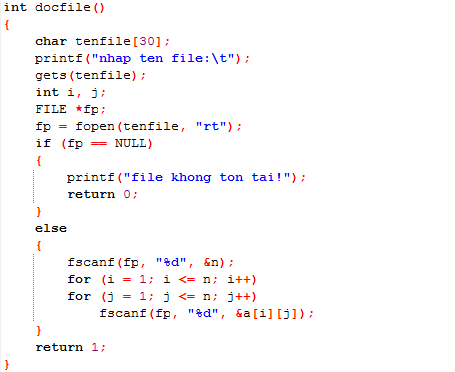 int docfile()
{
    char tenfile[30];
    printf("nhap ten file:\t");
    gets(tenfile);
    int i, j;
    FILE *fp;
    fp = fopen(tenfile, "rt");
    if (fp == NULL)
    {
        printf("file khong ton tai!");
        return 0;
    }
    else
    {
        fscanf(fp, "%d", &n);
        for (i = 1; i <= n; i++)
        for (j = 1; j <= n; j++)
            fscanf(fp, "%d", &a[i][j]);
    }
    return 1;
}